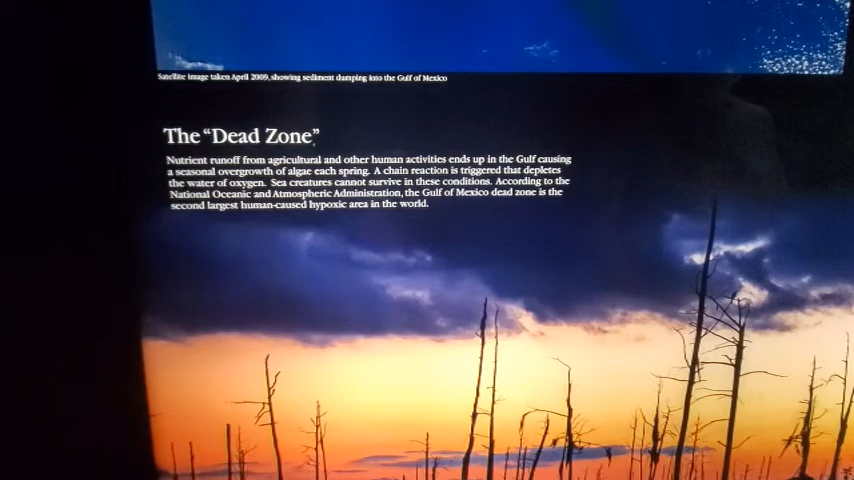 Satellite image taken April 2009, showing sediment dumping into the Gulf of Mexico
The “Dead Zone”
Nutrient runoff from agricultural and other human activities ends up in the Gulf causing
a seasonal overgrowth of algae each spring. A chain reaction is triggered that depletes
the water of oxygen. Sea creatures cannot survive in these conditions. According to the
National Oceanic and Atmospheric Administration, the Gulf of Mexico dead zone is the
second largest human-caused hypoxic area in the world.